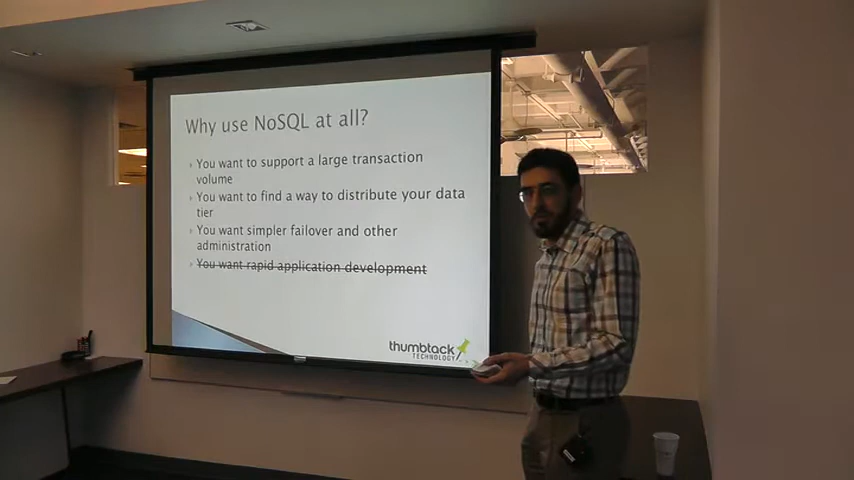 Why use NoSQL at all?
You want to support a large transaction
volume
You want to find a way to distribute your data
tier
You want simpler failover and other
administration
You want rapid application development
thumbtack
TECHNOLOGY